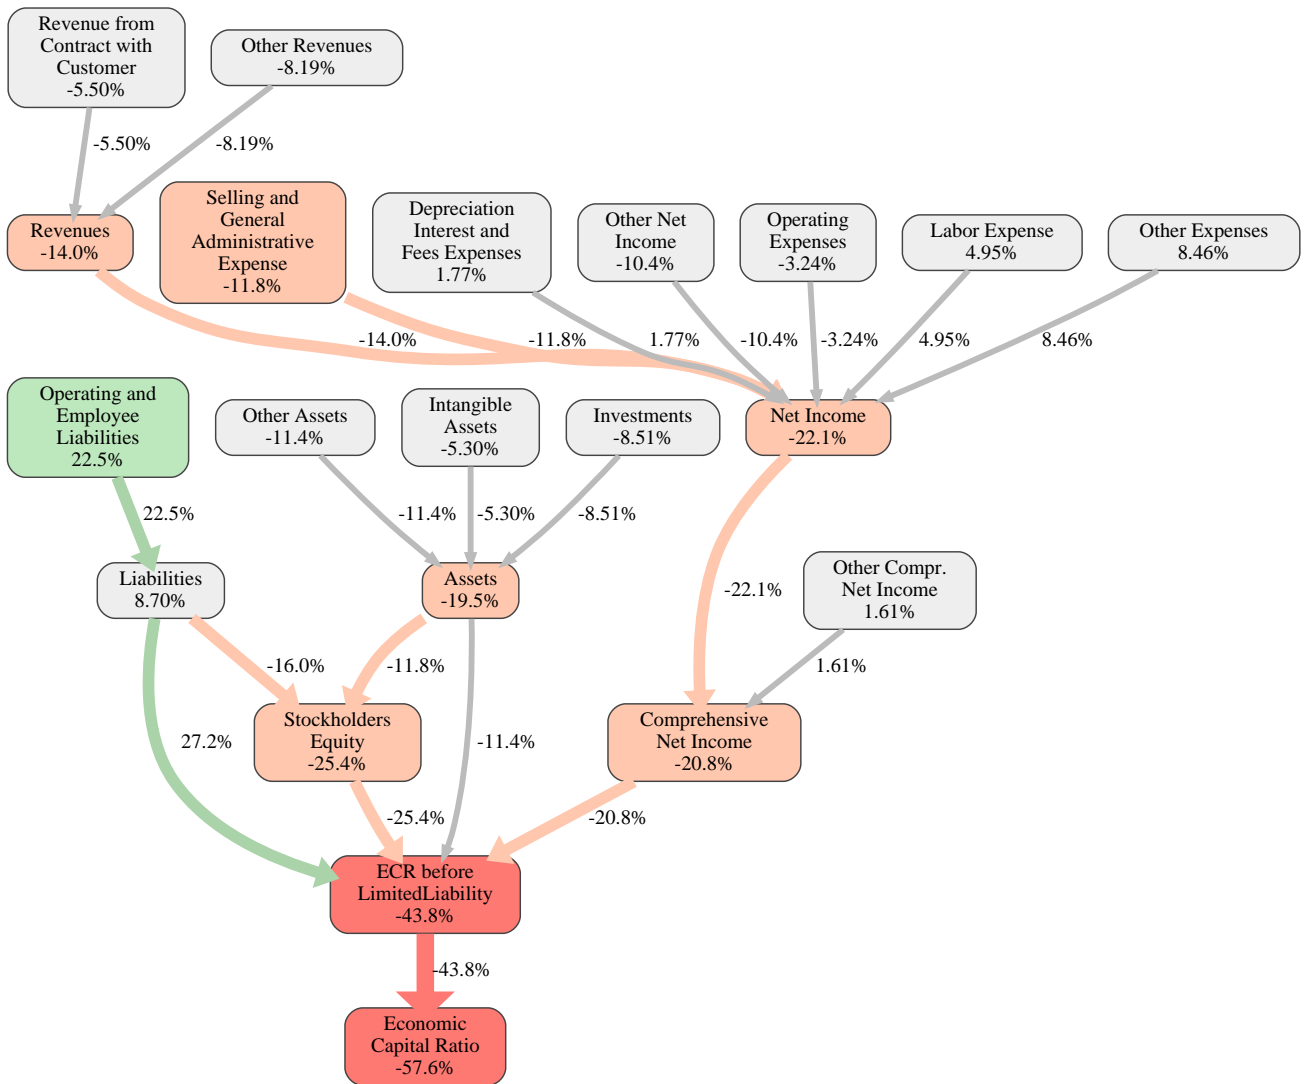 Revenue from
Contract with
Customer
-5.50%
Other Revenues
-8.19%
-5.50%
-8.19%
Revenues
-14.0%
Selling and
General
Administrative
Expense
-11.8%
Depreciation
Interest and
Fees Expenses
1.77%
Other Net
Income
-10.4%
Operating
Expenses
-3.24%
Labor Expense
4.95%
Other Expenses
8.46%
-14.0%
-11.8%
1.77%
-10.4%
-3.24%
4.95%
8.46%
Operating and
Employee
Liabilities
22.5%
Other Assets
-11.4%
Intangible
Assets
-5.30%
Investments
-8.51%
Net Income
-22.1%
22.5%
-11.4%
-5.30%
-8.51%
Liabilities
8.70%
Assets
-19.5%
-22.1%
Other Compr.
Net Income
1.61%
-16.0%
-11.8%
1.61%
27.2%
Stockholders
Equity
-25.4%
-11.4%
Comprehensive
Net Income
-20.8%
-25.4%
-20.8%
ECR before
LimitedLiability
-43.8%
-43.8%
Economic
Capital Ratio
-57.6%